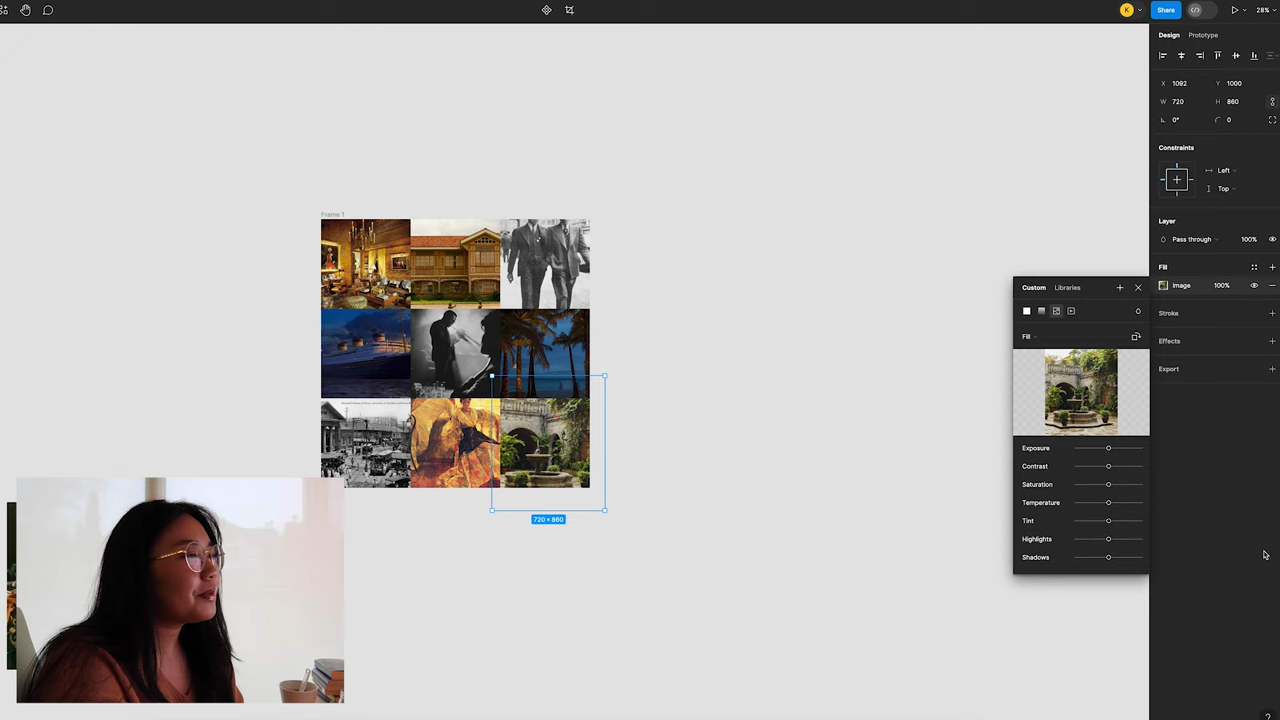 K
Share
28%
Design Prototype
X 1092 Y 1000
W 720 H 860
0° 0
Constraints
Left
Top
Layer
Pass through 100%
Fill
Image 100%
Stroke
Effects
Export
Custom Libraries
Fill
Exposure
Contrast
Saturation
Temperature
Tint
Highlights
Shadows
Frame 1
720 × 860
?